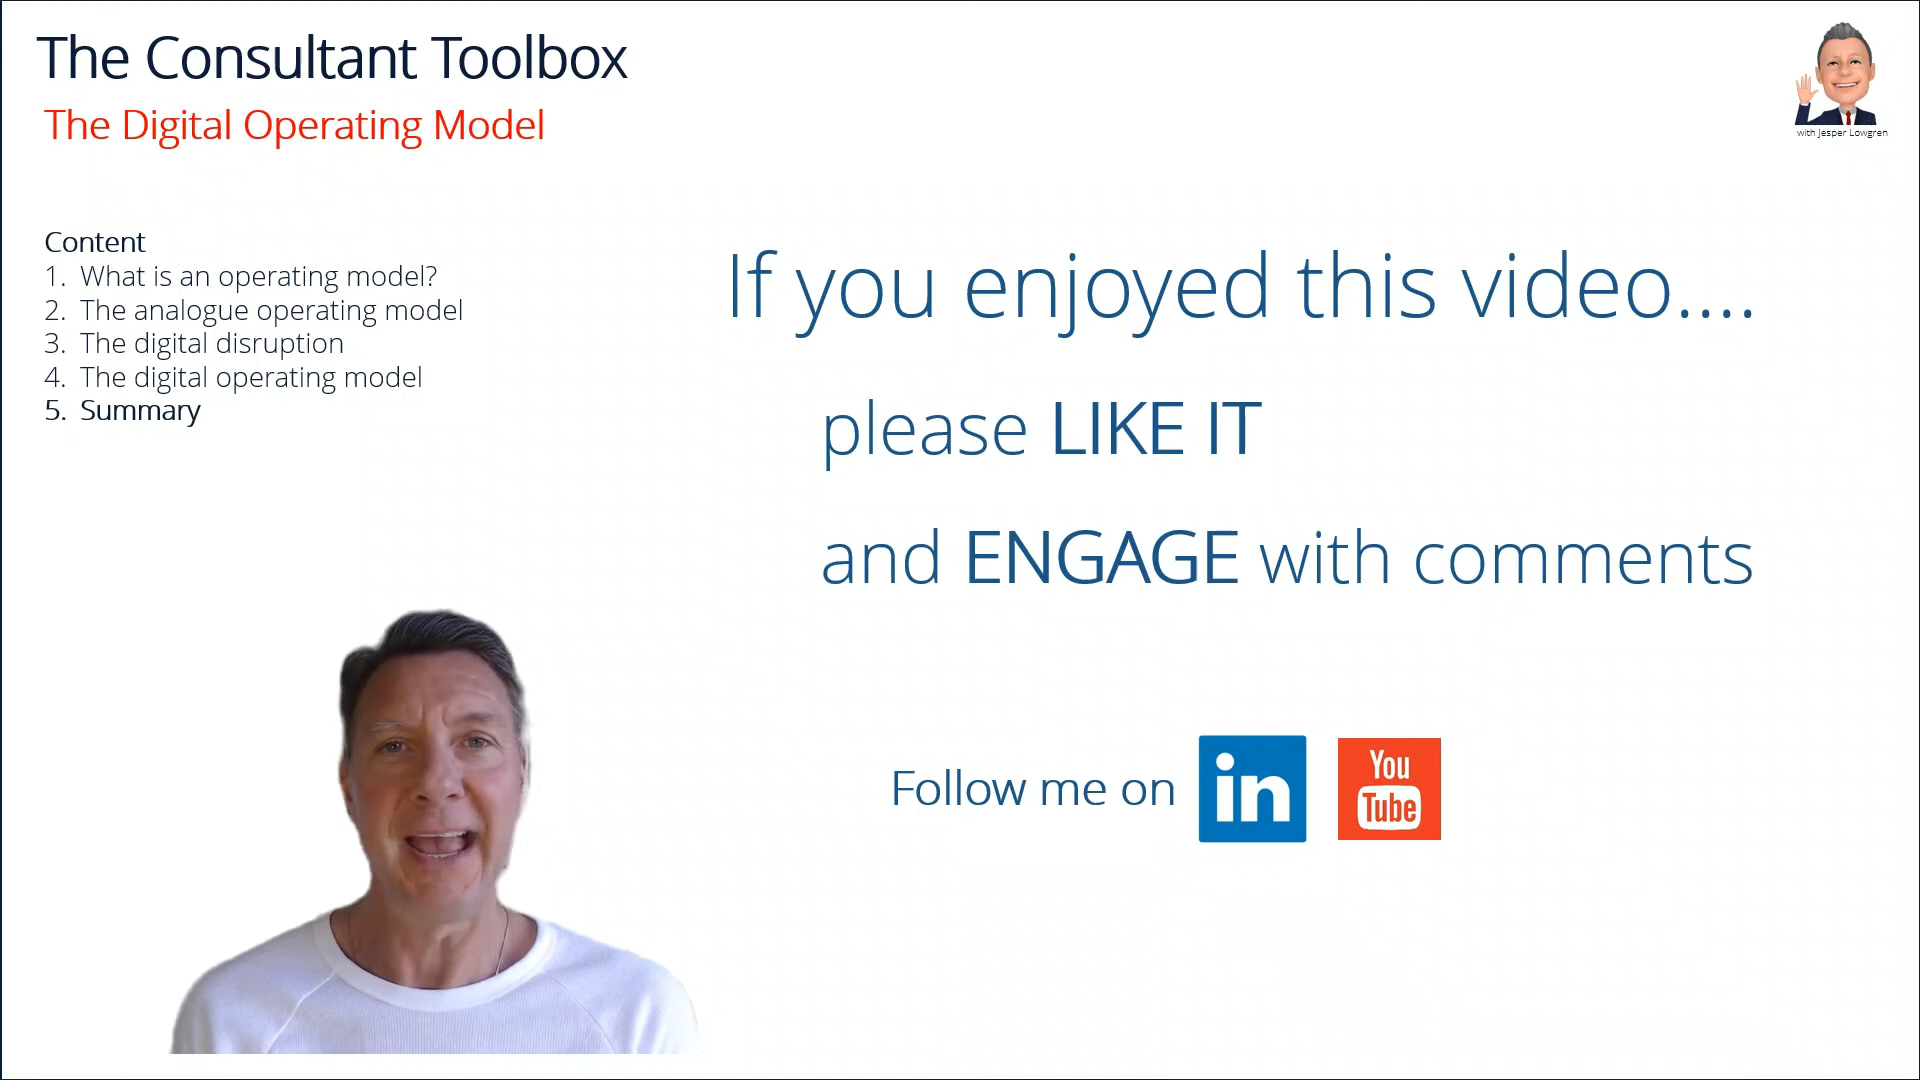 The Consultant Toolbox
The Digital Operating Model
with Jesper Lowgren
Content
1. What is an operating model?
2. The analogue operating model
3. The digital disruption
4. The digital operating model
5. Summary
If you enjoyed this video....
please LIKE IT
and ENGAGE with comments
Follow me on
in
You
Tube